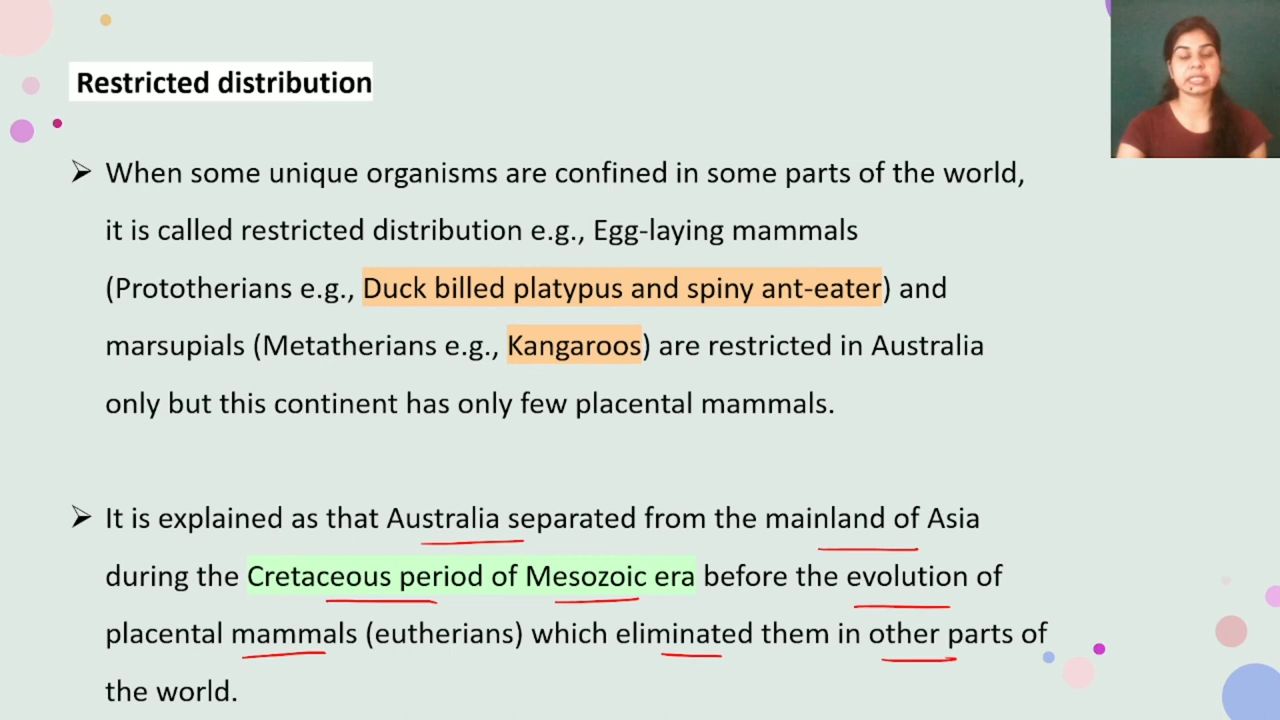 Restricted distribution
➢ When some unique organisms are confined in some parts of the world,
it is called restricted distribution e.g., Egg-laying mammals
(Prototherians e.g., Duck billed platypus and spiny ant-eater) and
marsupials (Metatherians e.g., Kangaroos) are restricted in Australia
only but this continent has only few placental mammals.
➢ It is explained as that Australia separated from the mainland of Asia
during the Cretaceous period of Mesozoic era before the evolution of
placental mammals (eutherians) which eliminated them in other parts of
the world.